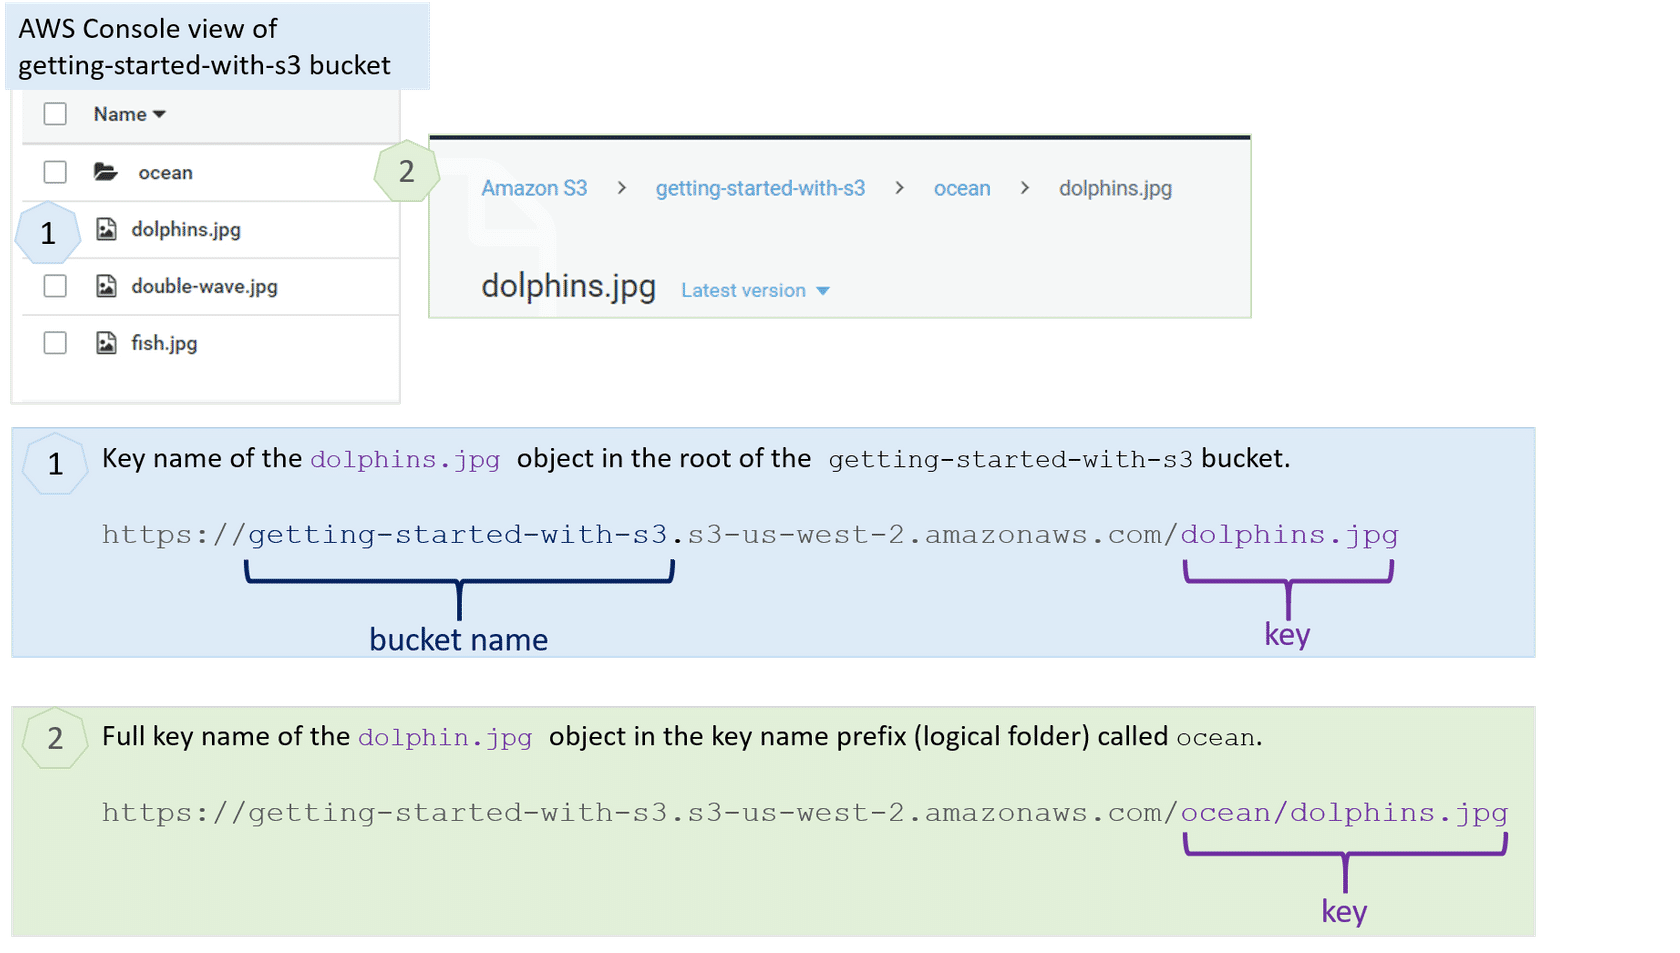 AWS Console view of
getting-started-with-s3 bucket
Name
ocean
1
dolphins.jpg
double-wave.jpg
fish.jpg
2
Amazon S3 > getting-started-with-s3 > ocean > dolphins.jpg
dolphins.jpg Latest version
1 Key name of the dolphins.jpg object in the root of the getting-started-with-s3 bucket.
https://getting-started-with-s3.s3-us-west-2.amazonaws.com/dolphins.jpg
bucket name key
2 Full key name of the dolphin.jpg object in the key name prefix (logical folder) called ocean.
https://getting-started-with-s3.s3-us-west-2.amazonaws.com/ocean/dolphins.jpg
key